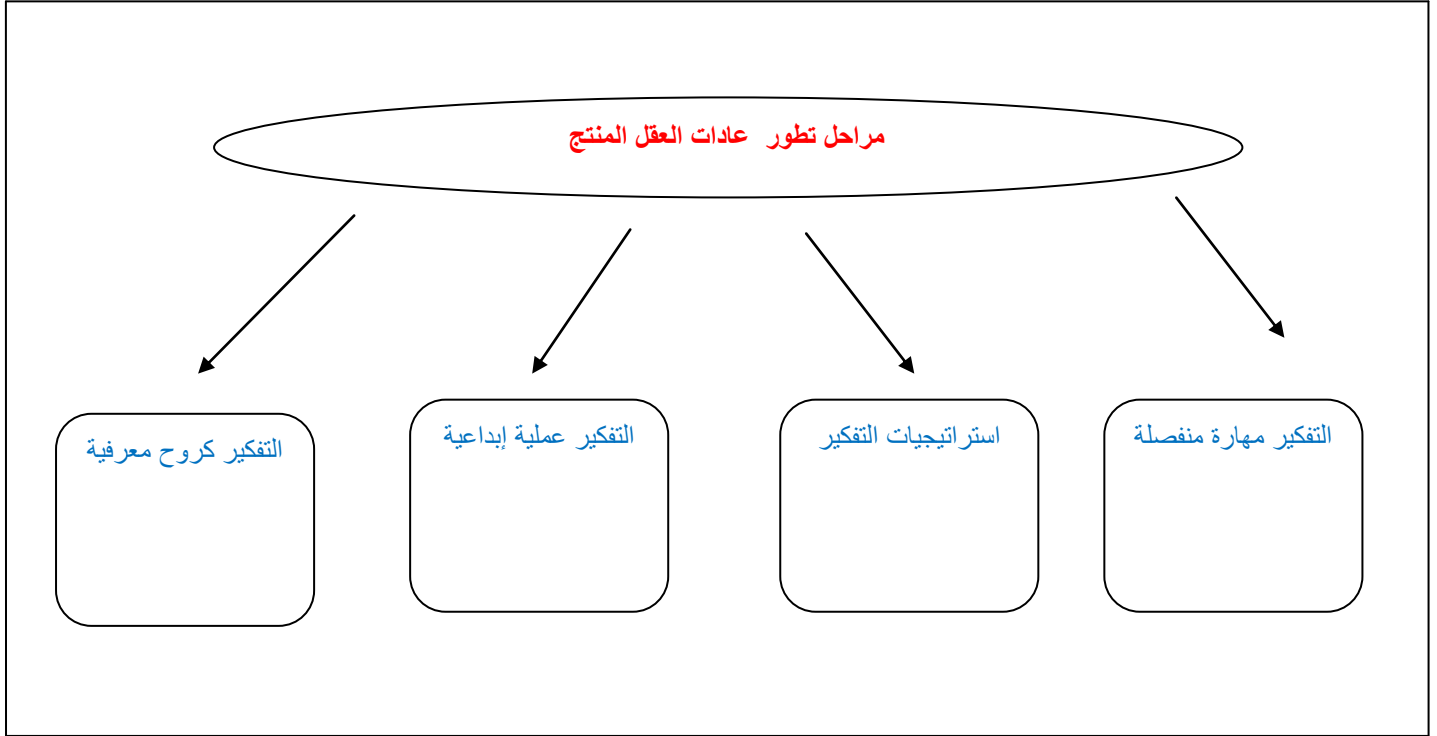 مراحل تطور عادات العقل المنتج
التفكير مهارة منفصلة
استراتيجيات التفكير
التفكير عملية إبداعية
التفكير كروح معرفية